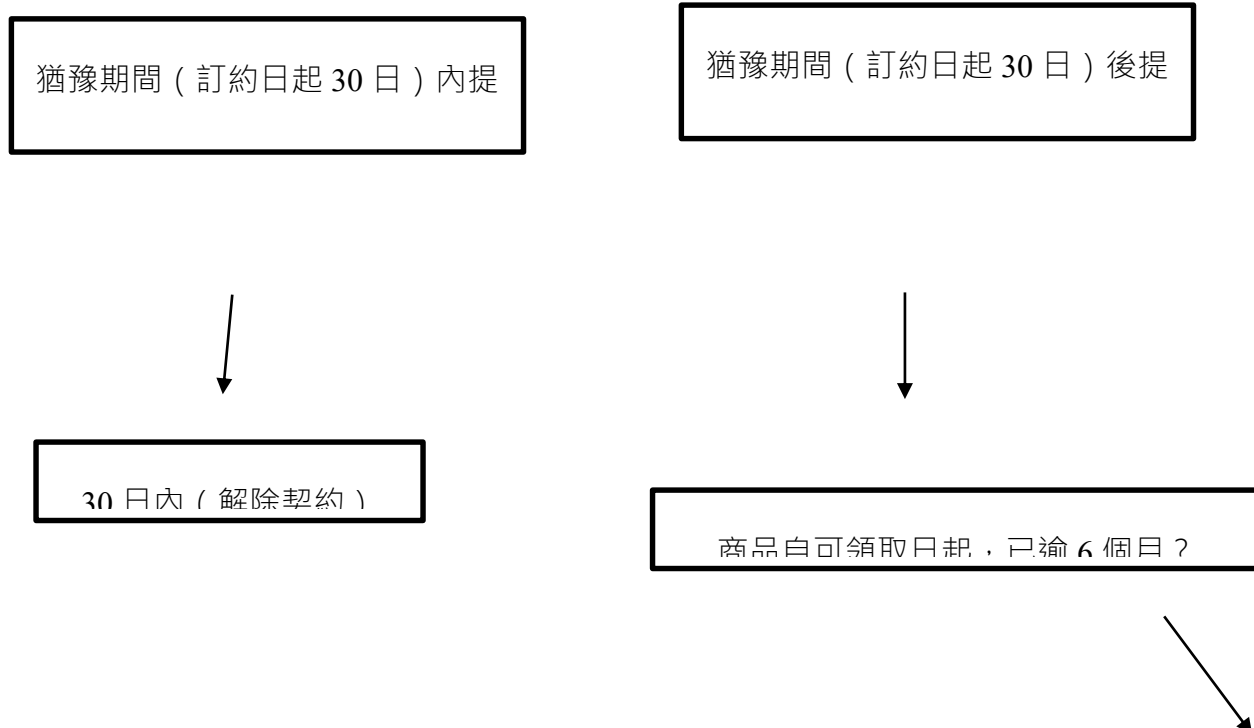 猶豫期間（訂約日起 30 日）內提
猶豫期間（訂約日起 30 日）後提
30 日內（解除契約）
商品自可領取日起，已逾 6 個月？